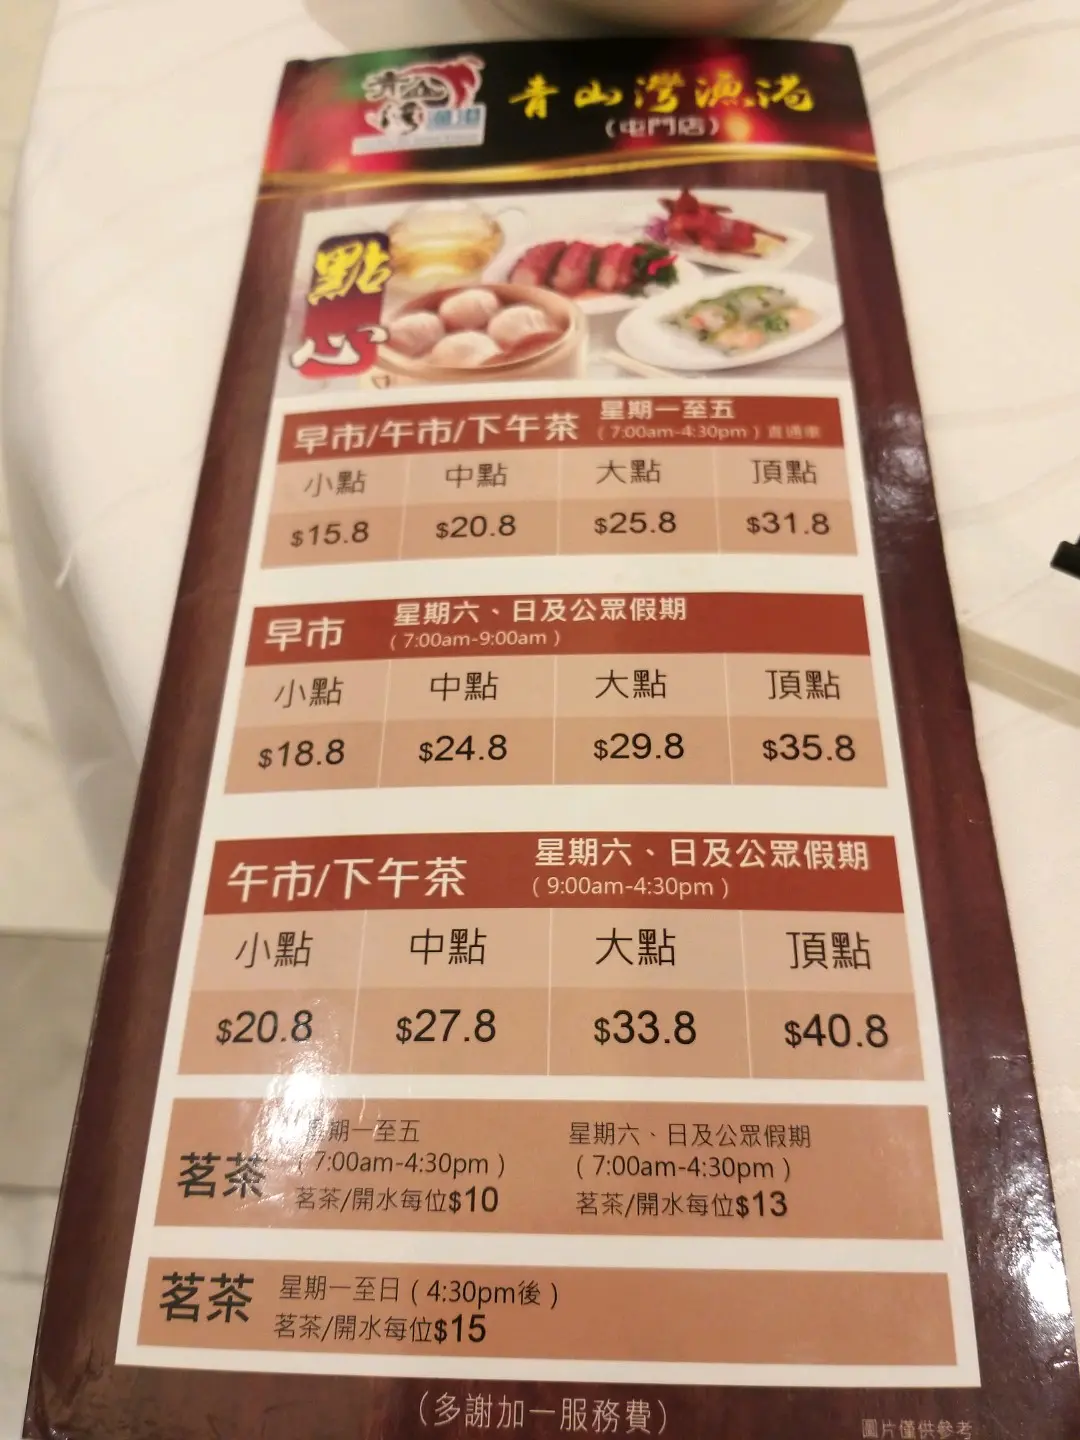 青山灣漁港
青山灣漁港
(屯門店)
點心
早市/午市/下午茶 星期一至五
(7:00am-4:30pm) 直通車
小點 中點 大點 頂點
$15.8 $20.8 $25.8 $31.8
早市 星期六、日及公眾假期
(7:00am-9:00am)
小點 中點 大點 頂點
$18.8 $24.8 $29.8 $35.8
午市/下午茶 星期六、日及公眾假期
(9:00am-4:30pm)
小點 中點 大點 頂點
$20.8 $27.8 $33.8 $40.8
茗茶
星期一至五
(7:00am-4:30pm)
茗茶/開水每位$10
星期六、日及公眾假期
(7:00am-4:30pm)
茗茶/開水每位$13
茗茶
星期一至日(4:30pm後)
茗茶/開水每位$15
(多謝加一服務費)
圖片僅供參考